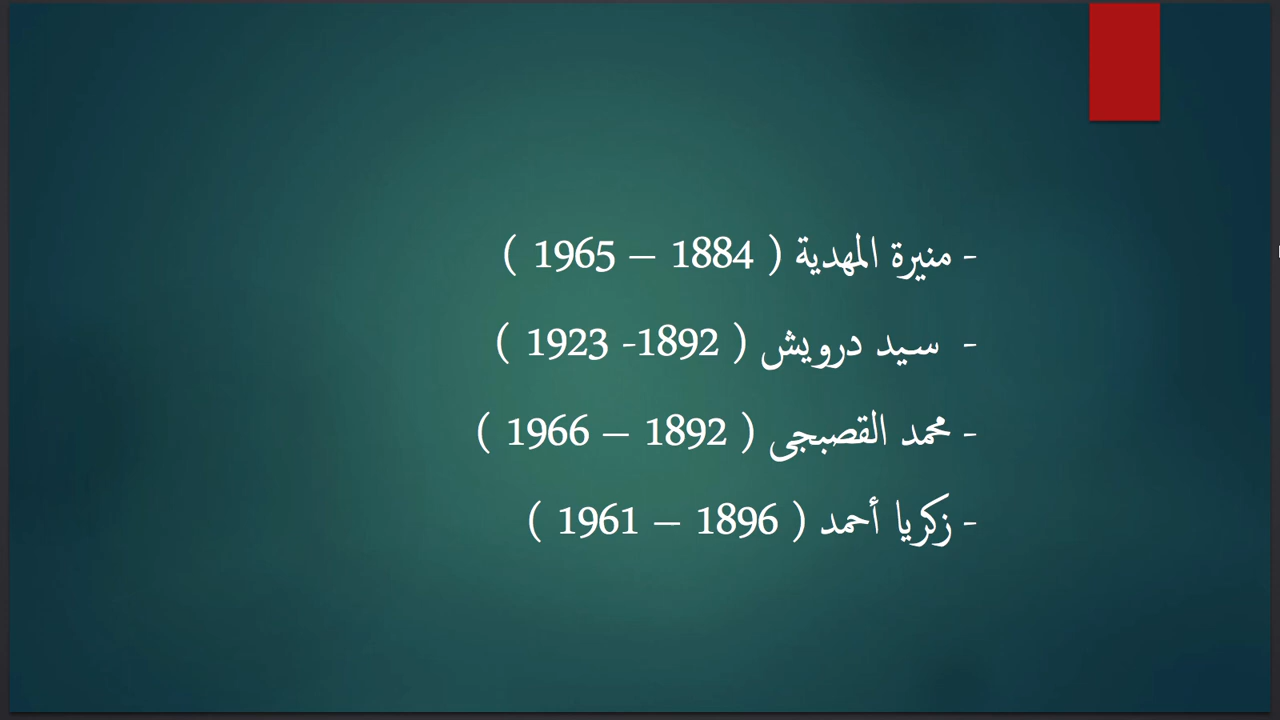 - منيرة المهدية ( 1884 – 1965 )
- سيد درويش ( 1892- 1923 )
- محمد القصبجى ( 1892 – 1966 )
- زكريا أحمد ( 1896 – 1961 )